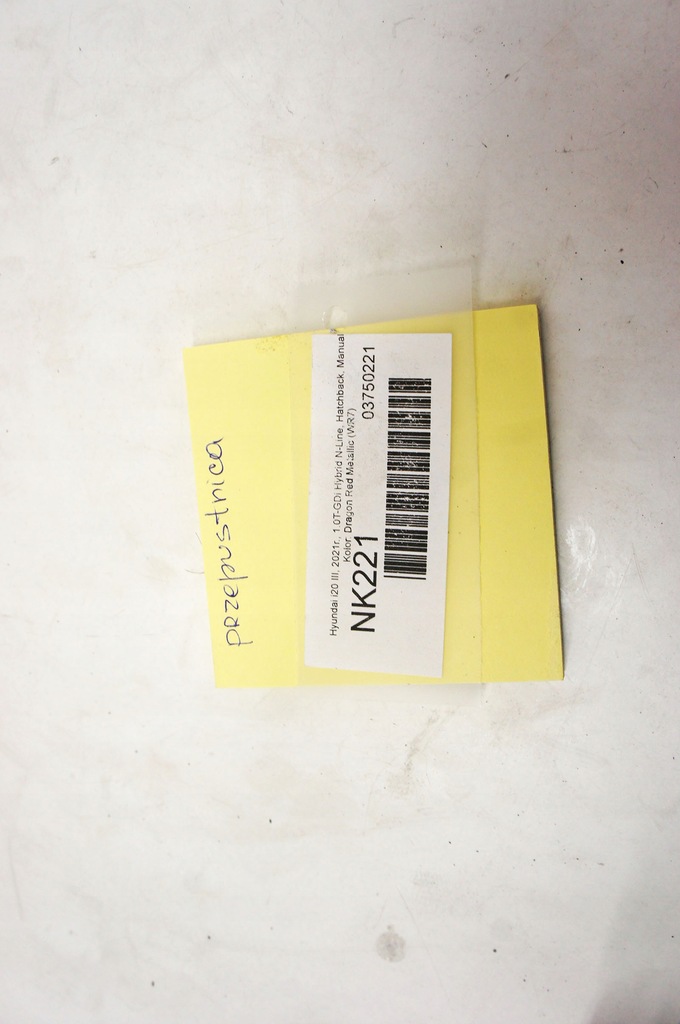 przepustnica
Hyundai i20 III, 2021r., 1.0T-GDi Hybrid N-Line, Hatchback, Manual
Kolor: Dragon Red Metallic (WR7)
NK221
03750221